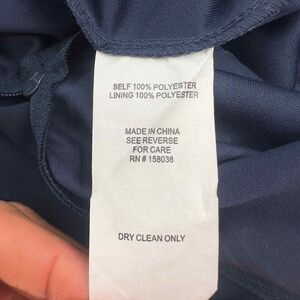 SELF 100% POLYESTER
LINING 100% POLYESTER
MADE IN CHINA
SEE REVERSE
FOR CARE
RN # 158036
DRY CLEAN ONLY